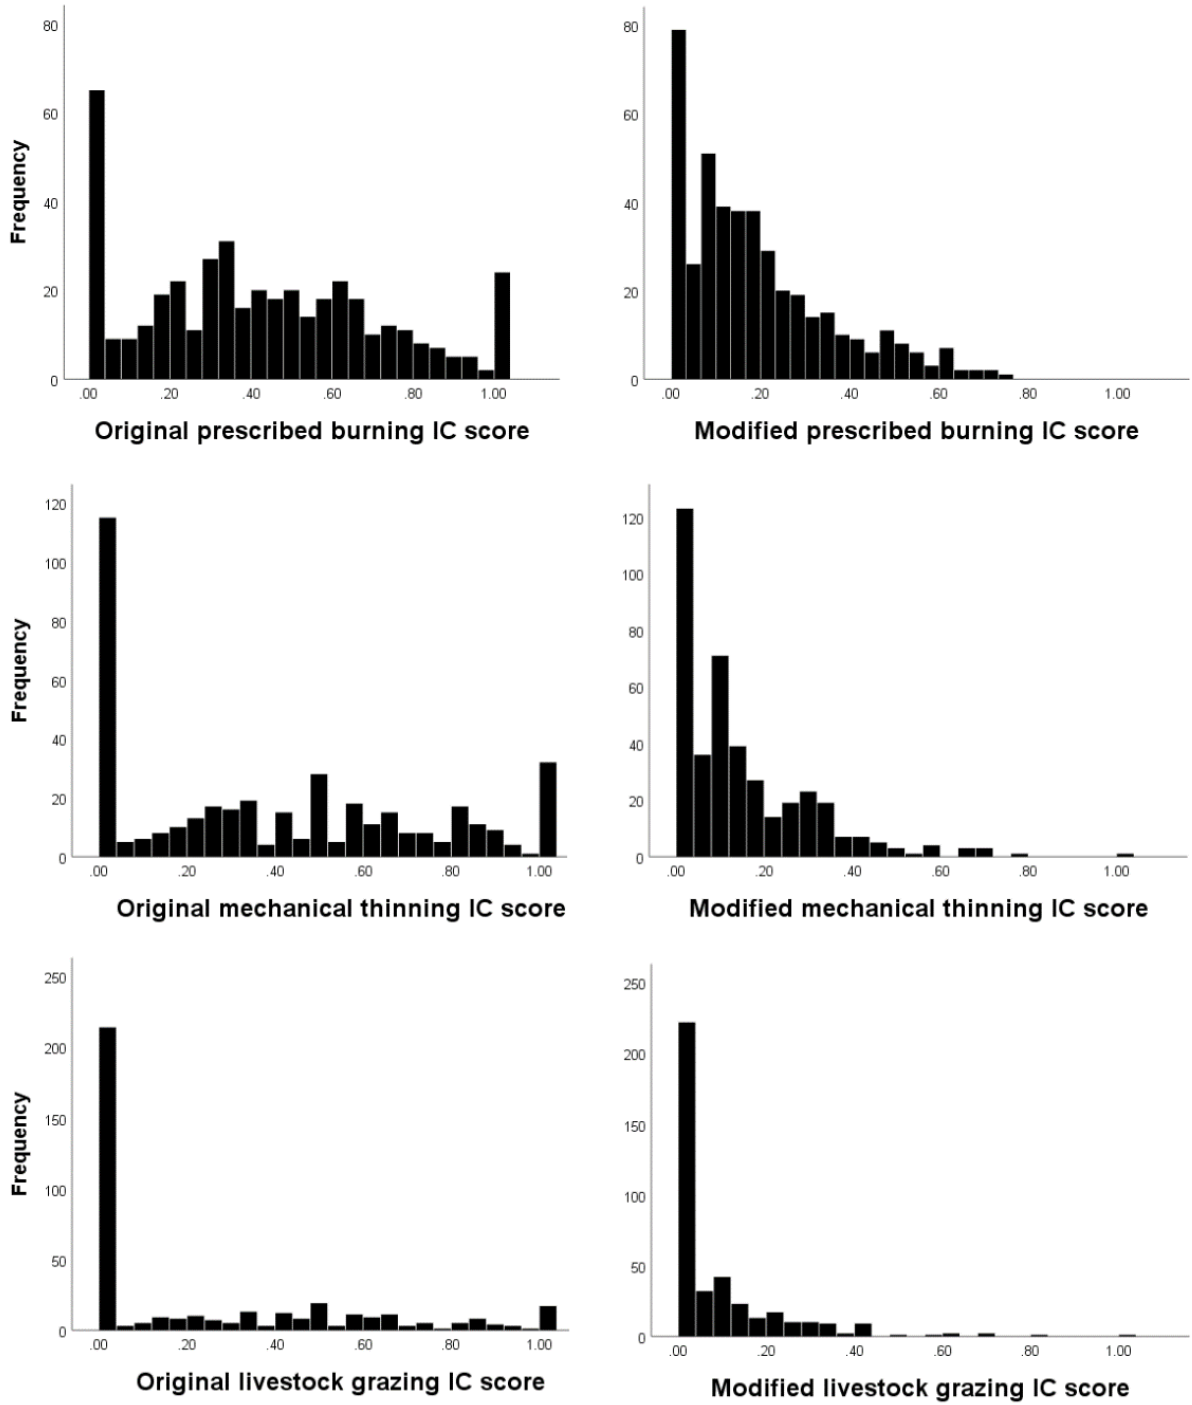 80
60
40
20
0
Frequency
.00 .20 .40 .60 .80 1.00
Original prescribed burning IC score
80
60
40
20
0
.00 .20 .40 .60 .80 1.00
Modified prescribed burning IC score
120
100
80
60
40
20
0
Frequency
.00 .20 .40 .60 .80 1.00
Original mechanical thinning IC score
120
100
80
60
40
20
0
.00 .20 .40 .60 .80 1.00
Modified mechanical thinning IC score
250
200
150
100
50
0
Frequency
.00 .20 .40 .60 .80 1.00
Original livestock grazing IC score
250
200
150
100
50
0
.00 .20 .40 .60 .80 1.00
Modified livestock grazing IC score